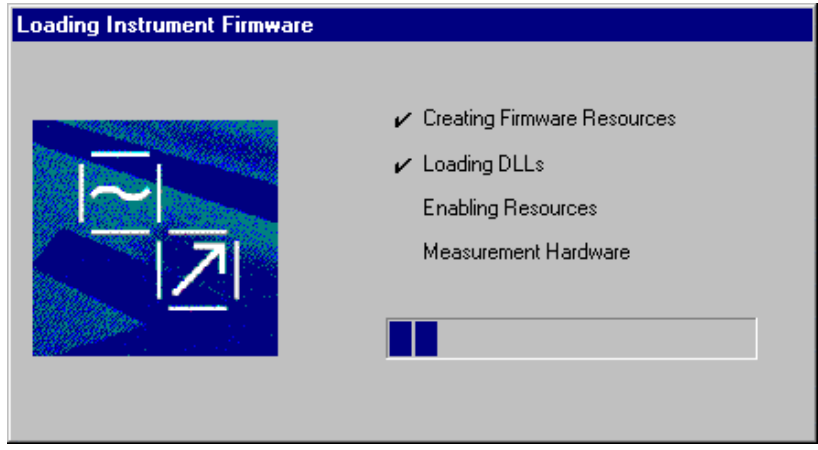 Loading Instrument Firmware
✔ Creating Firmware Resources
✔ Loading DLLs
Enabling Resources
Measurement Hardware